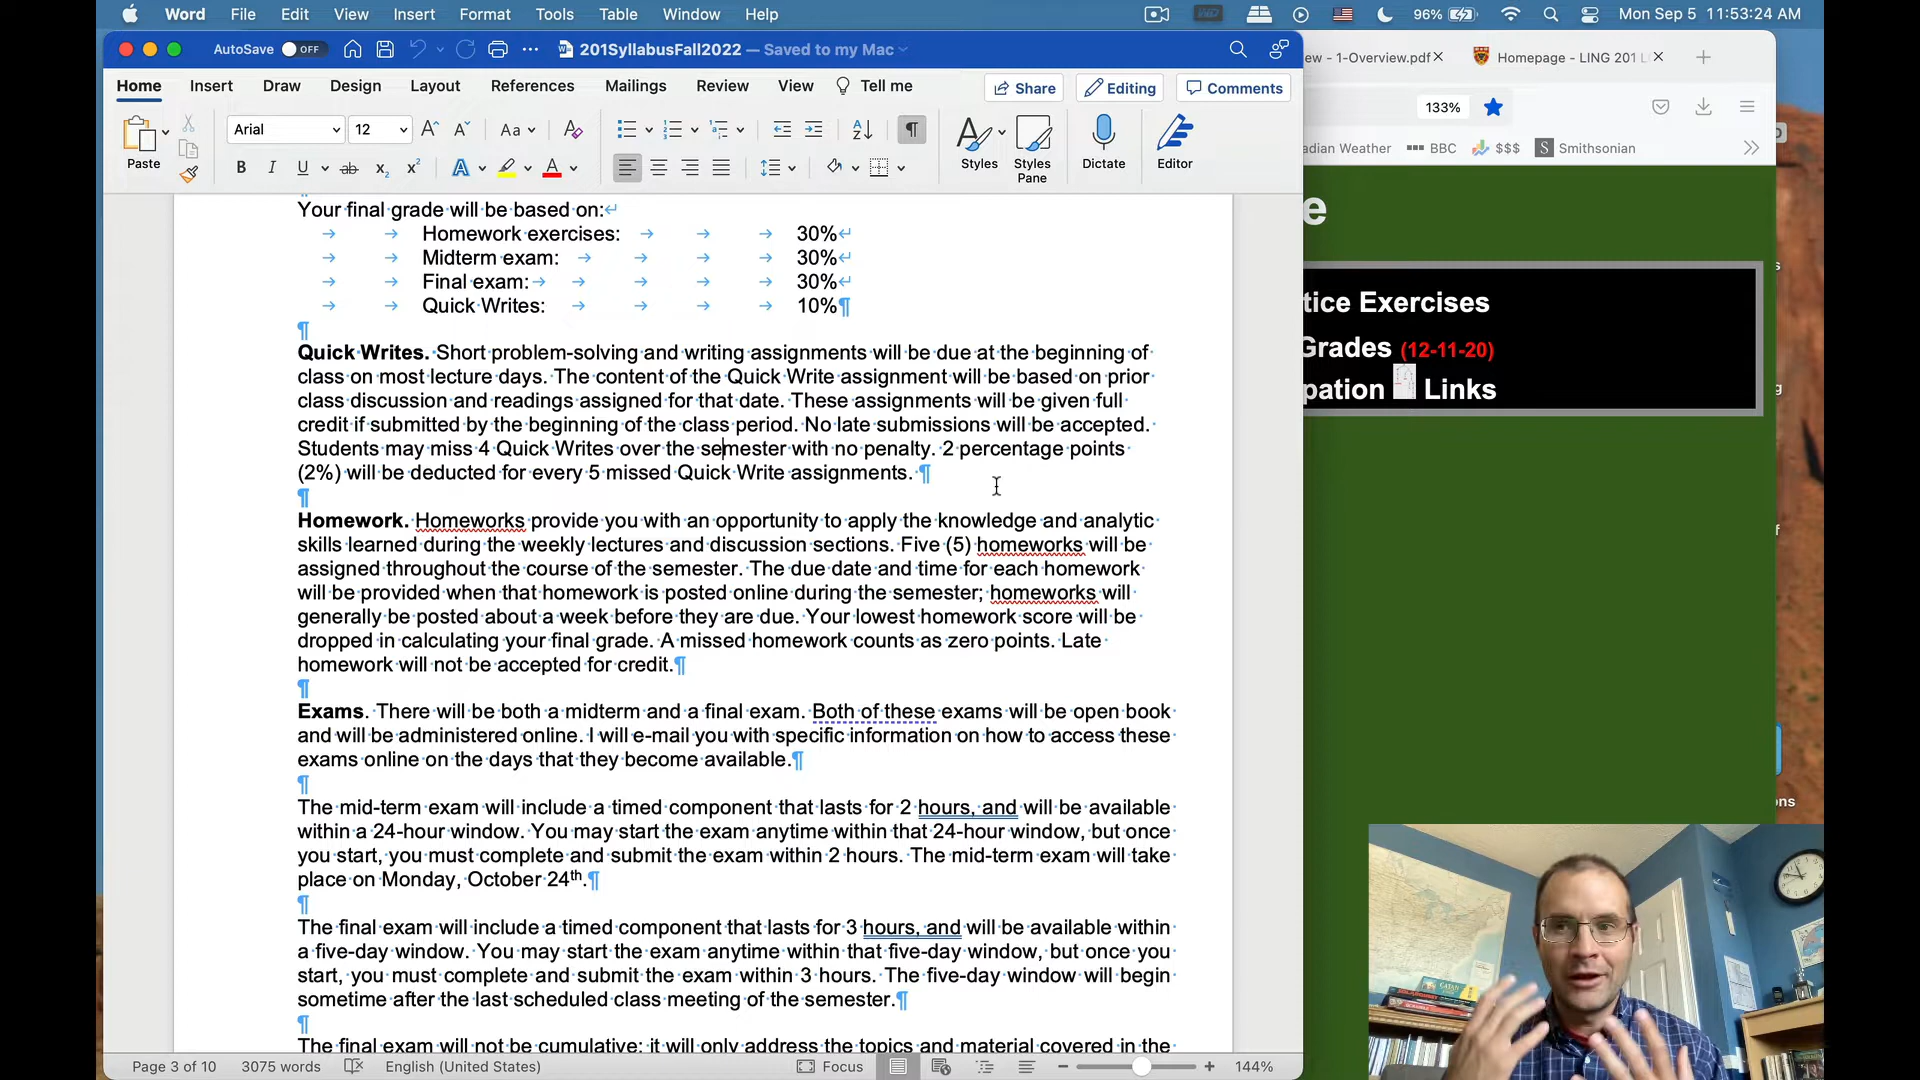 Word File Edit View Insert Format Tools Table Window Help 96% Mon Sep 5 11:53:24 AM
AutoSave OFF 201SyllabusFall2022 — Saved to my Mac
Home Insert Draw Design Layout References Mailings Review View Tell me Share Editing Comments
Paste Arial 12 Aa Styles Styles Pane Dictate Editor
Your final grade will be based on:
Homework exercises: 30%
Midterm exam: 30%
Final exam: 30%
Quick Writes: 10%
Quick Writes. Short problem-solving and writing assignments will be due at the beginning of
class on most lecture days. The content of the Quick Write assignment will be based on prior
class discussion and readings assigned for that date. These assignments will be given full
credit if submitted by the beginning of the class period. No late submissions will be accepted.
Students may miss 4 Quick Writes over the semester with no penalty. 2 percentage points
(2%) will be deducted for every 5 missed Quick Write assignments.
Homework. Homeworks provide you with an opportunity to apply the knowledge and analytic
skills learned during the weekly lectures and discussion sections. Five (5) homeworks will be
assigned throughout the course of the semester. The due date and time for each homework
will be provided when that homework is posted online during the semester; homeworks will
generally be posted about a week before they are due. Your lowest homework score will be
dropped in calculating your final grade. A missed homework counts as zero points. Late
homework will not be accepted for credit.
Exams. There will be both a midterm and a final exam. Both of these exams will be open book
and will be administered online. I will e-mail you with specific information on how to access these
exams online on the days that they become available.
The mid-term exam will include a timed component that lasts for 2 hours, and will be available
within a 24-hour window. You may start the exam anytime within that 24-hour window, but once
you start, you must complete and submit the exam within 2 hours. The mid-term exam will take
place on Monday, October 24th.
The final exam will include a timed component that lasts for 3 hours, and will be available within
a five-day window. You may start the exam anytime within that five-day window, but once you
start, you must complete and submit the exam within 3 hours. The five-day window will begin
sometime after the last scheduled class meeting of the semester.
The final exam will not be cumulative; it will only address the topics and material covered in the
Page 3 of 10 3075 words English (United States) Focus 144%
ew - 1-Overview.pdf Homepage - LING 201 L
133%
adian Weather BBC $$$ S Smithsonian
e
tice Exercises
Grades (12-11-20)
pation Links
ons
CATAN